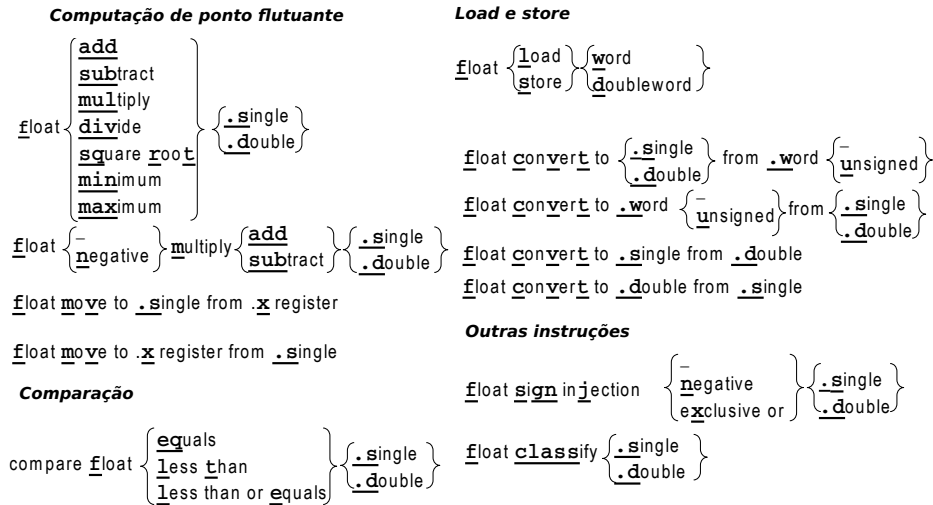 Computação de ponto flutuante
float
add
subtract
multiply
divide
square root
minimum
maximum
.single
.double
float
–
negative
multiply
add
subtract
.single
.double
float move to .single from .x register
float move to .x register from .single
Comparação
compare float
equals
less than
less than or equals
.single
.double
Load e store
float
load
store
word
doubleword
float convert to
.single
.double
from .word
–
unsigned
float convert to .word
–
unsigned
from
.single
.double
float convert to .single from .double
float convert to .double from .single
Outras instruções
float sign injection
–
negative
exclusive or
.single
.double
float classify
.single
.double